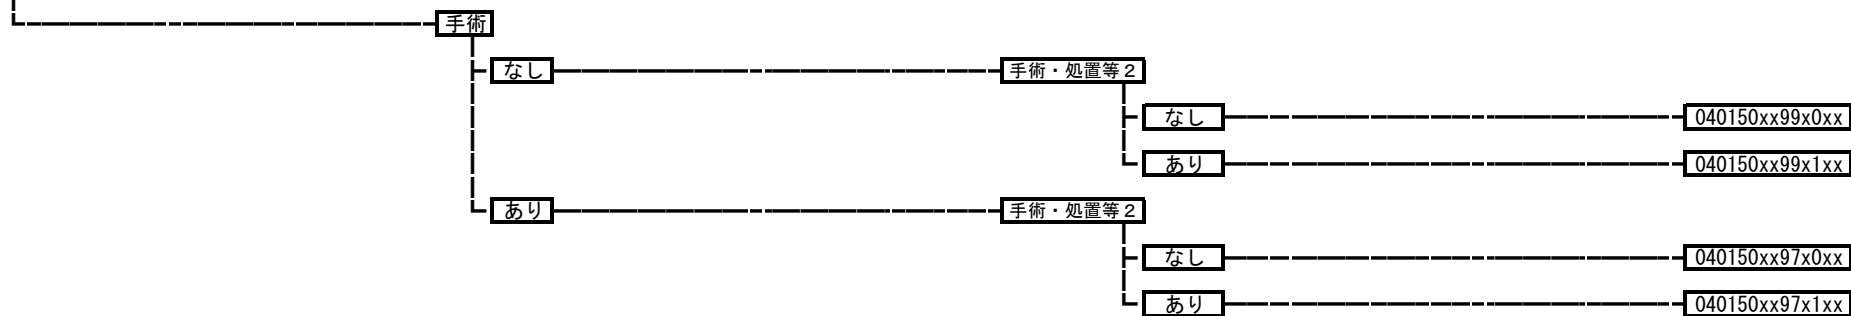 手術
なし 手術・処置等２
なし 040150xx99x0xx
あり 040150xx99x1xx
あり 手術・処置等２
なし 040150xx97x0xx
あり 040150xx97x1xx